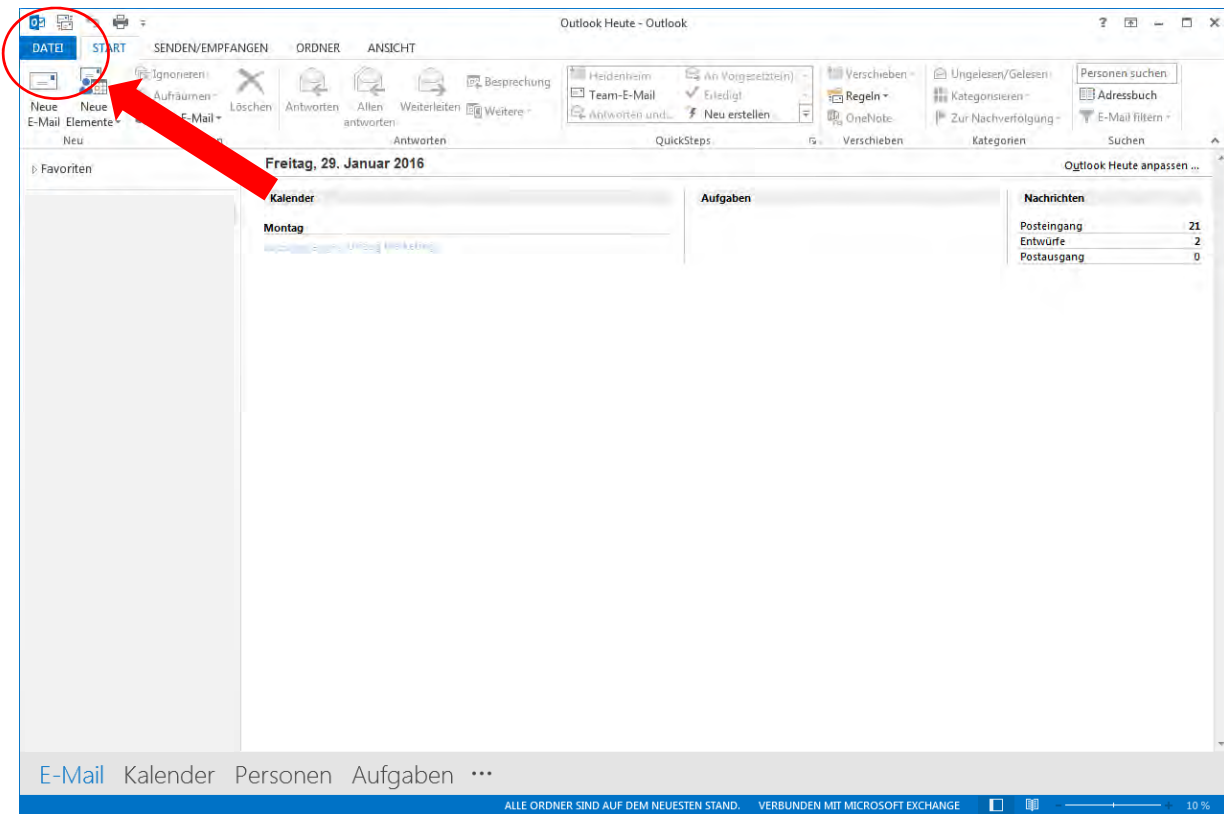 Outlook Heute - Outlook
DATEI START SENDEN/EMPFANGEN ORDNER ANSICHT
Neue E-Mail
Neue Elemente
Ignorieren
Aufräumen
E-Mail
Löschen
Antworten
Allen antworten
Weiterleiten
Besprechung
Weitere
Heidenheim
Team-E-Mail
Antworten und...
An Vorgesetzte(n)
Erledigt
Neu erstellen
Verschieben
Regeln
OneNote
Ungelesen/Gelesen
Kategorisieren
Zur Nachverfolgung
Personen suchen
Adressbuch
E-Mail filtern
Neu Antworten QuickSteps Verschieben Kategorien Suchen
Favoriten
Freitag, 29. Januar 2016
Outlook Heute anpassen ...
Kalender
Montag
Aufgaben
Nachrichten
Posteingang 21
Entwürfe 2
Postausgang 0
E-Mail Kalender Personen Aufgaben ...
ALLE ORDNER SIND AUF DEM NEUESTEN STAND. VERBUNDEN MIT MICROSOFT EXCHANGE 10 %